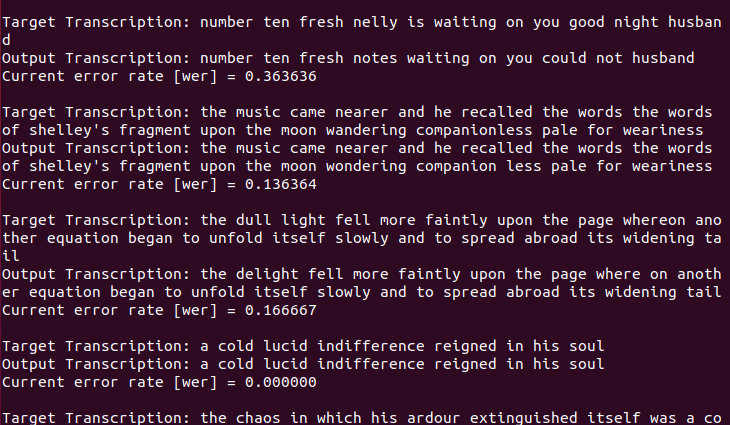 Target Transcription: number ten fresh nelly is waiting on you good night husban
d
Output Transcription: number ten fresh notes waiting on you could not husband
Current error rate [wer] = 0.363636
Target Transcription: the music came nearer and he recalled the words the words
of shelley's fragment upon the moon wandering companionless pale for weariness
Output Transcription: the music came nearer and he recalled the words the words
of shelley's fragment upon the moon wondering companion less pale for weariness
Current error rate [wer] = 0.136364
Target Transcription: the dull light fell more faintly upon the page whereon ano
ther equation began to unfold itself slowly and to spread abroad its widening ta
il
Output Transcription: the delight fell more faintly upon the page where on anoth
er equation began to unfold itself slowly and to spread abroad its widening tail
Current error rate [wer] = 0.166667
Target Transcription: a cold lucid indifference reigned in his soul
Output Transcription: a cold lucid indifference reigned in his soul
Current error rate [wer] = 0.000000
Target Transcription: the chaos in which his ardour extinguished itself was a co